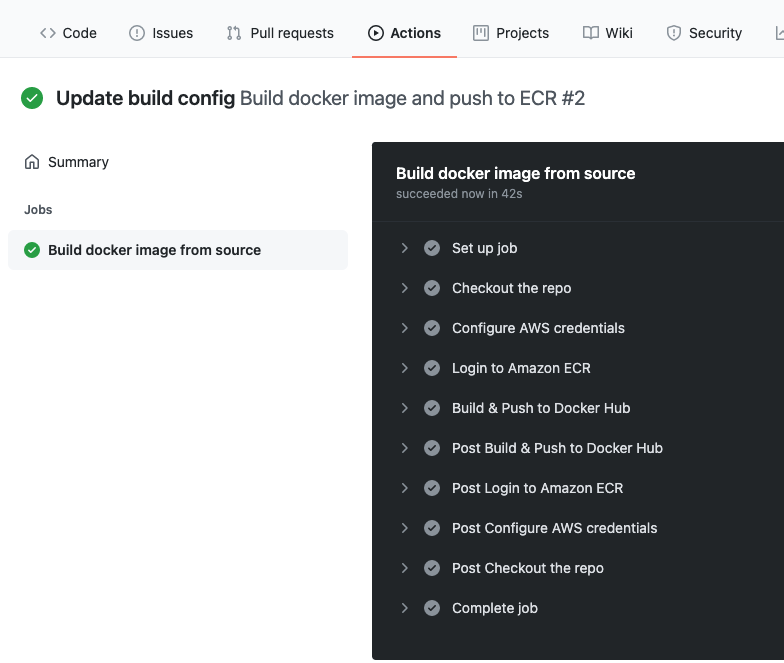 Code Issues Pull requests Actions Projects Wiki Security
Update build config Build docker image and push to ECR #2
Summary
Jobs
Build docker image from source
Build docker image from source
succeeded now in 42s
Set up job
Checkout the repo
Configure AWS credentials
Login to Amazon ECR
Build & Push to Docker Hub
Post Build & Push to Docker Hub
Post Login to Amazon ECR
Post Configure AWS credentials
Post Checkout the repo
Complete job